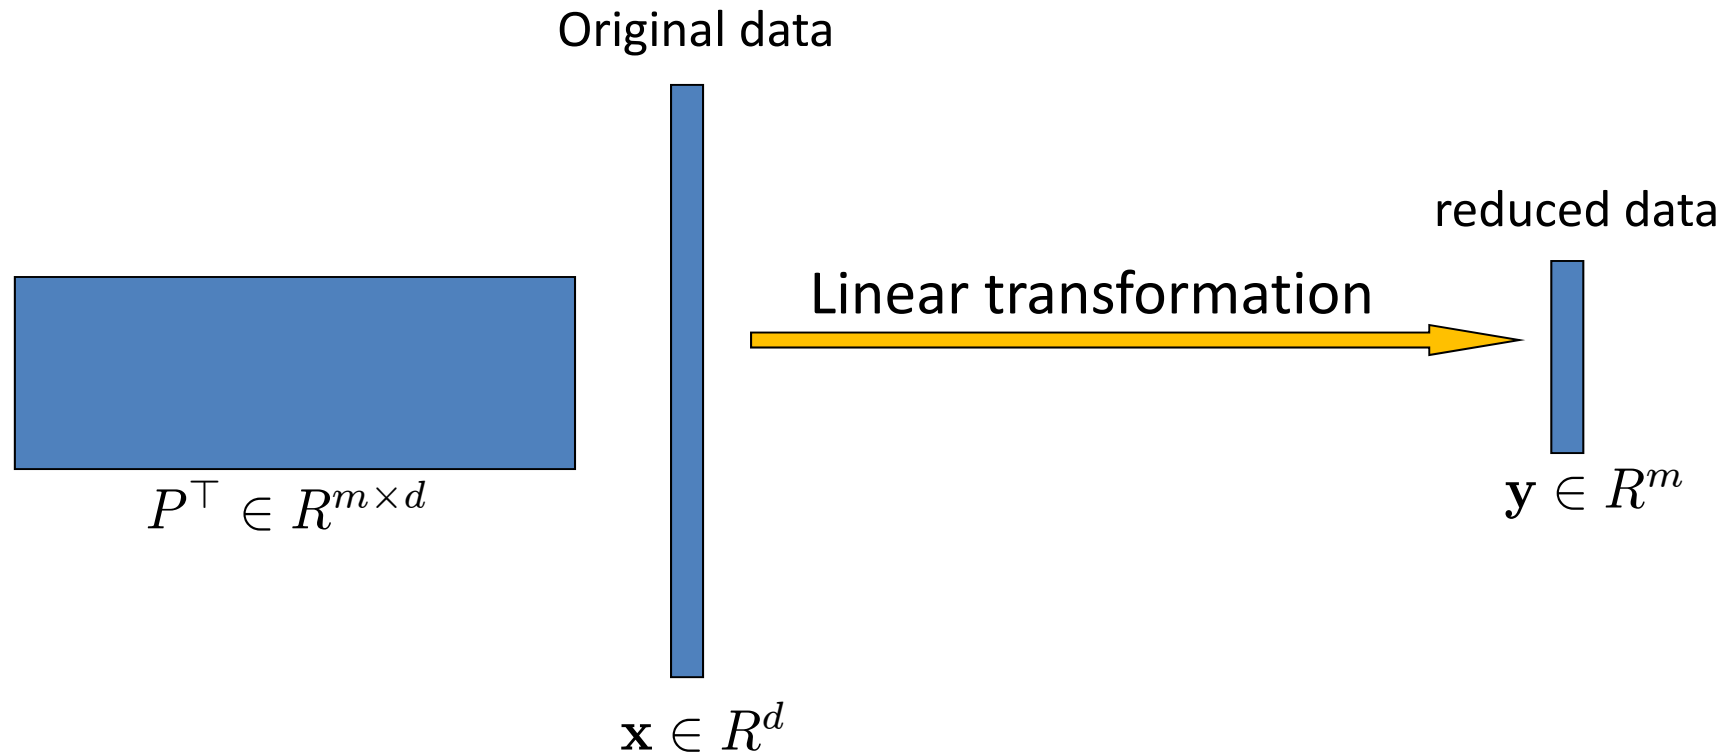 Original data
reduced data
Linear transformation
P^⊤ ∈ R^{m×d}
y ∈ R^m
x ∈ R^d